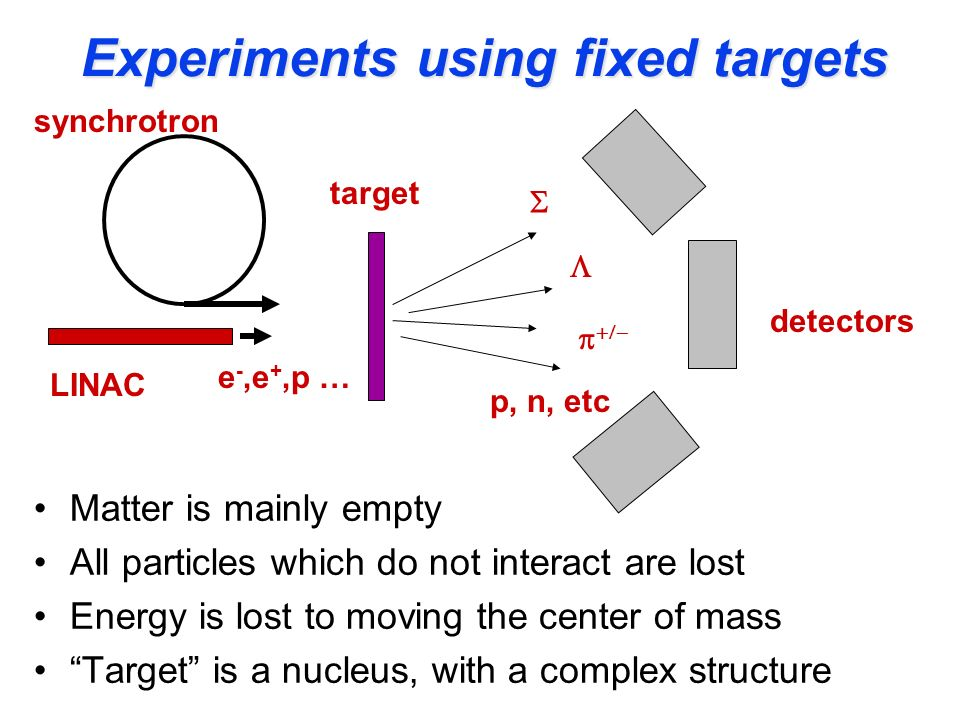 Experiments using fixed targets
synchrotron
target
Σ
Λ
π+/−
detectors
LINAC
e-,e+,p …
p, n, etc
• Matter is mainly empty
• All particles which do not interact are lost
• Energy is lost to moving the center of mass
• “Target” is a nucleus, with a complex structure